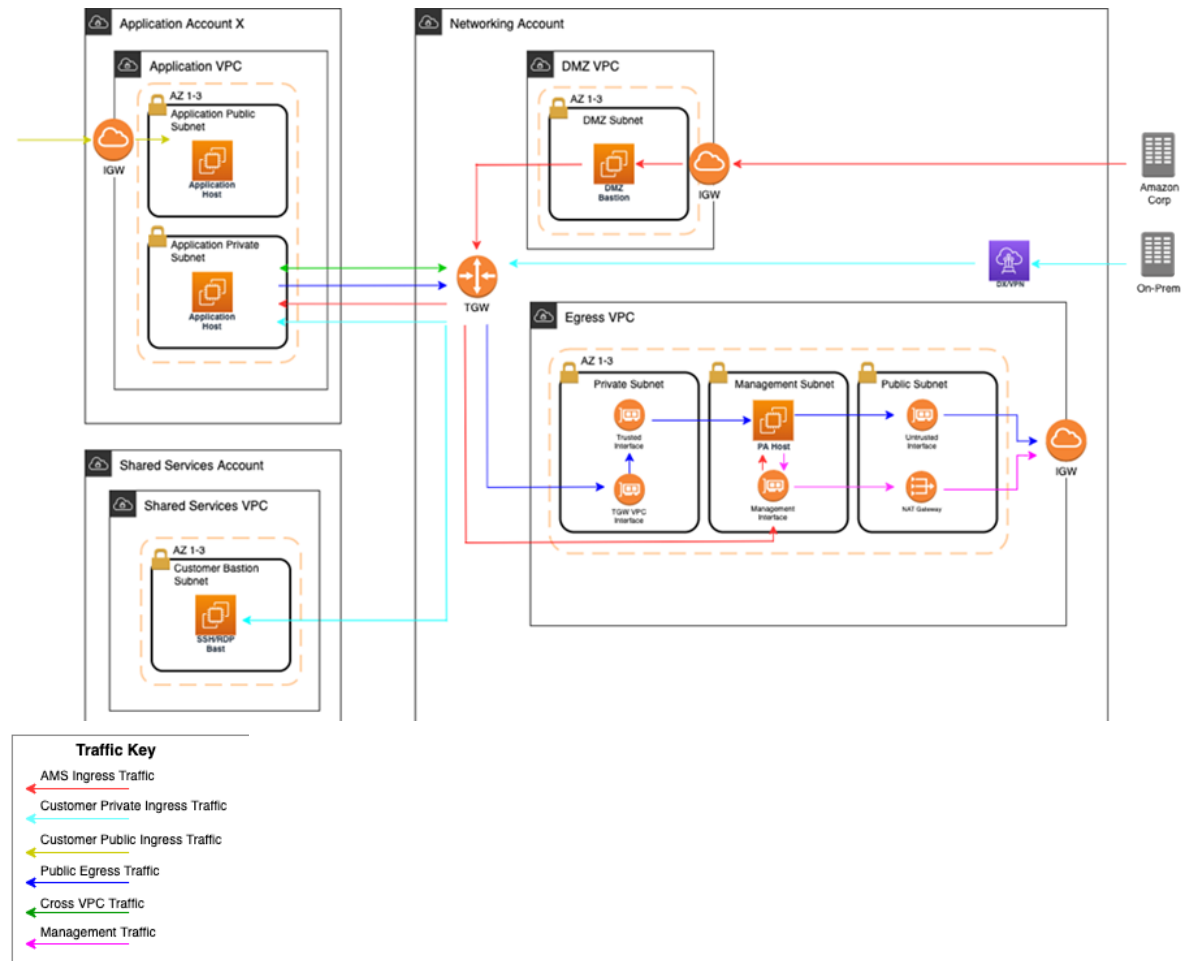 Application Account X
Application VPC
AZ 1-3
Application Public
Subnet
Application
Host
IGW
Application Private
Subnet
Application
Host
Shared Services Account
Shared Services VPC
AZ 1-3
Customer Bastion
Subnet
SSH/RDP
Bast
Networking Account
DMZ VPC
AZ 1-3
DMZ Subnet
DMZ
Bastion
IGW
TGW
DX/VPN
Amazon
Corp
On-Prem
Egress VPC
AZ 1-3
Private Subnet
Trusted
Interface
TGW VPC
Interface
Management Subnet
PA Host
Management
Interface
Public Subnet
Untrusted
Interface
NAT Gateway
IGW
Traffic Key
AMS Ingress Traffic
Customer Private Ingress Traffic
Customer Public Ingress Traffic
Public Egress Traffic
Cross VPC Traffic
Management Traffic